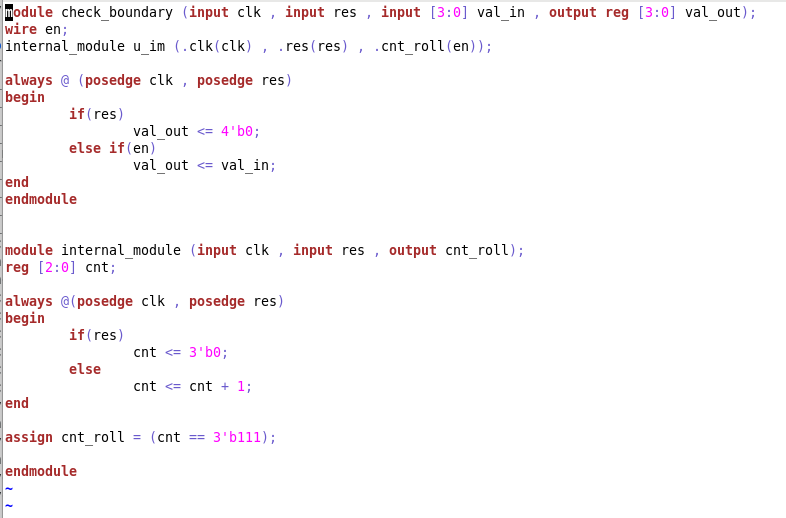 module check_boundary (input clk , input res , input [3:0] val_in , output reg [3:0] val_out);
wire en;
internal_module u_im (.clk(clk) , .res(res) , .cnt_roll(en));
always @ (posedge clk , posedge res)
begin
if(res)
val_out <= 4'b0;
else if(en)
val_out <= val_in;
end
endmodule
module internal_module (input clk , input res , output cnt_roll);
reg [2:0] cnt;
always @(posedge clk , posedge res)
begin
if(res)
cnt <= 3'b0;
else
cnt <= cnt + 1;
end
assign cnt_roll = (cnt == 3'b111);
endmodule
~
~